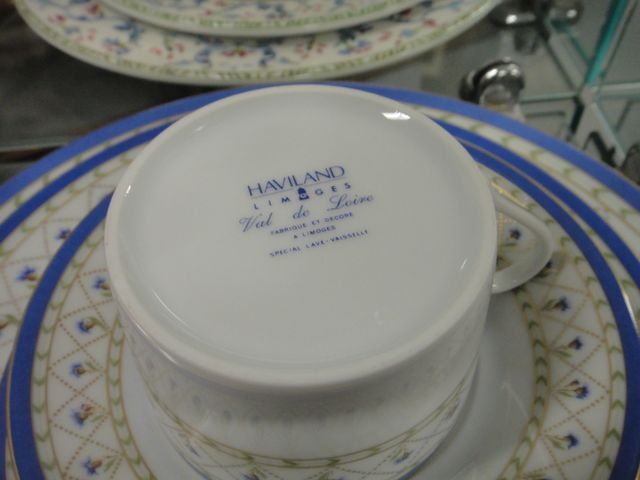 HAVILAND
LIMOGES
Val de Loire
FABRIQUE ET DECORE
A LIMOGES
SPECIAL LAVE-VAISSELLE